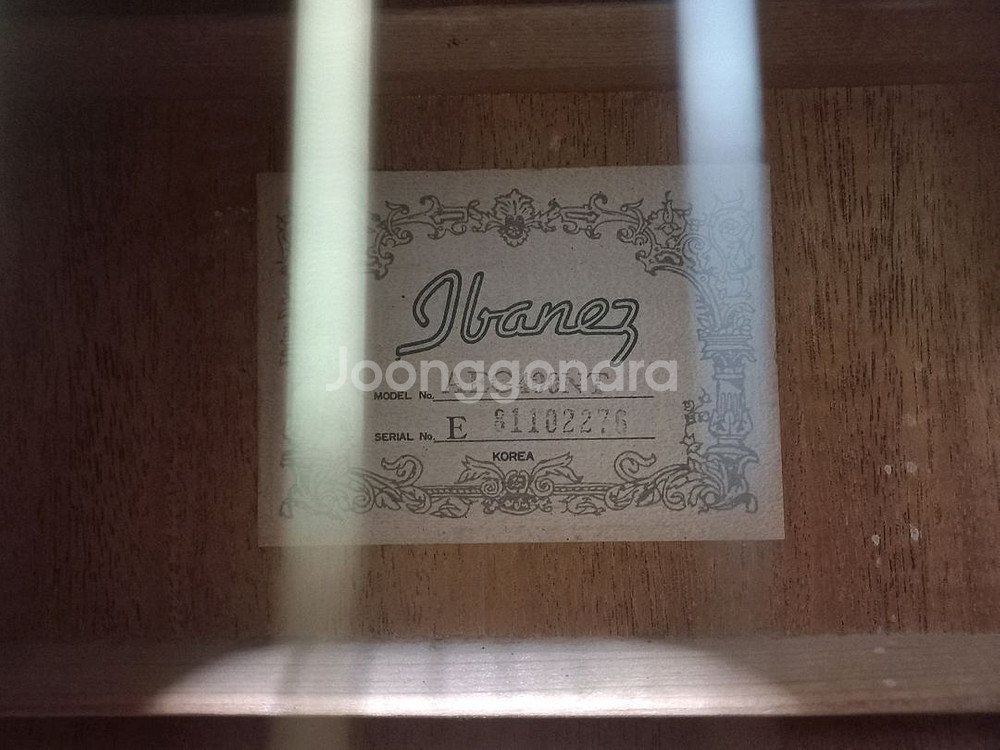 Ibanez
Joonggonara
MODEL No.
SERIAL No. E 81102276
KOREA